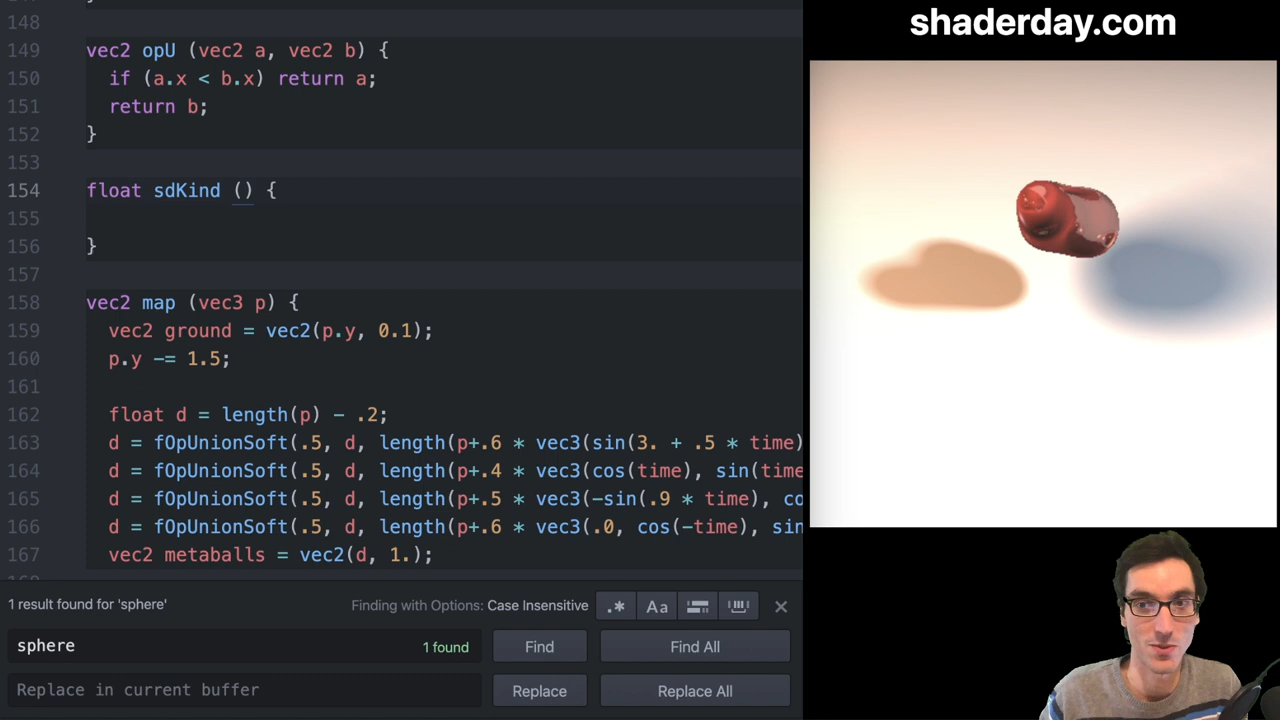 shaderday.com
148
149 vec2 opU (vec2 a, vec2 b) {
150 if (a.x < b.x) return a;
151 return b;
152 }
153
154 float sdKind () {
155
156 }
157
158 vec2 map (vec3 p) {
159 vec2 ground = vec2(p.y, 0.1);
160 p.y -= 1.5;
161
162 float d = length(p) - .2;
163 d = fOpUnionSoft(.5, d, length(p+.6 * vec3(sin(3. + .5 * time)
164 d = fOpUnionSoft(.5, d, length(p+.4 * vec3(cos(time), sin(time
165 d = fOpUnionSoft(.5, d, length(p+.5 * vec3(-sin(.9 * time), co
166 d = fOpUnionSoft(.5, d, length(p+.6 * vec3(.0, cos(-time), sin
167 vec2 metaballs = vec2(d, 1.);
1 result found for 'sphere'
Finding with Options: Case Insensitive
.* Aa
sphere 1 found Find Find All
Replace in current buffer Replace Replace All